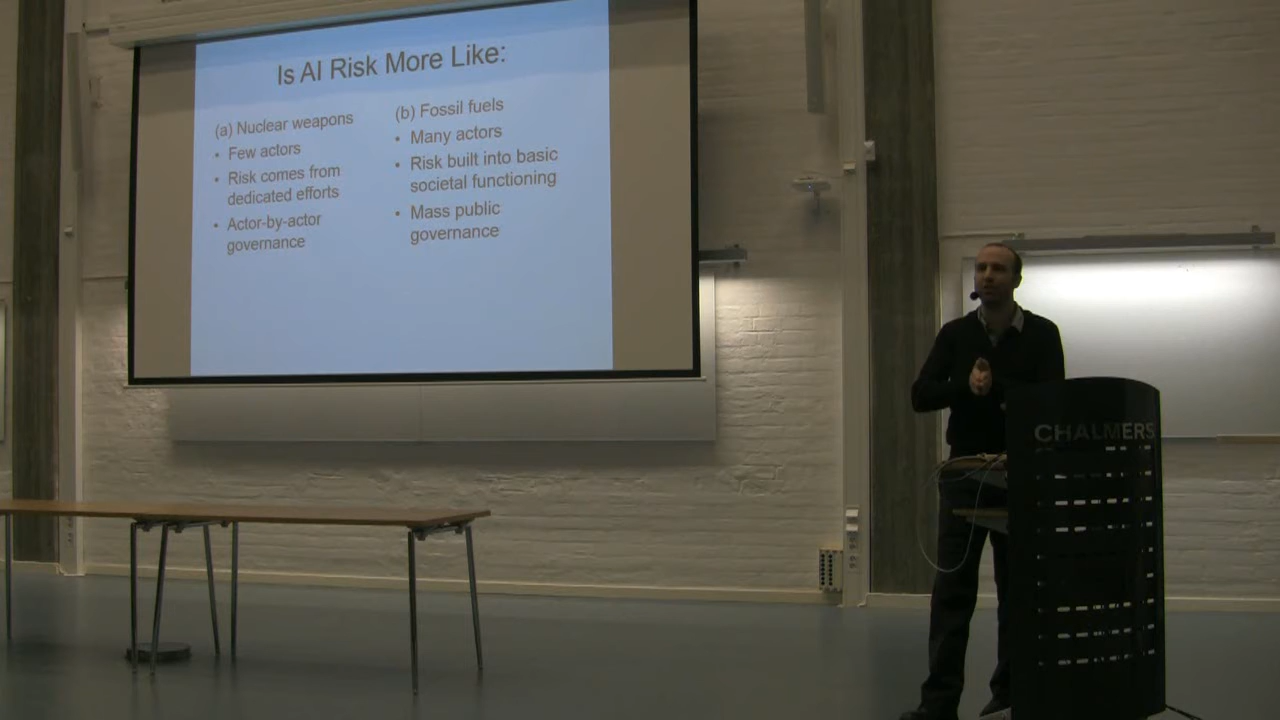 Is AI Risk More Like:
(a) Nuclear weapons
• Few actors
• Risk comes from
dedicated efforts
• Actor-by-actor
governance
(b) Fossil fuels
• Many actors
• Risk built into basic
societal functioning
• Mass public
governance
CHALMERS